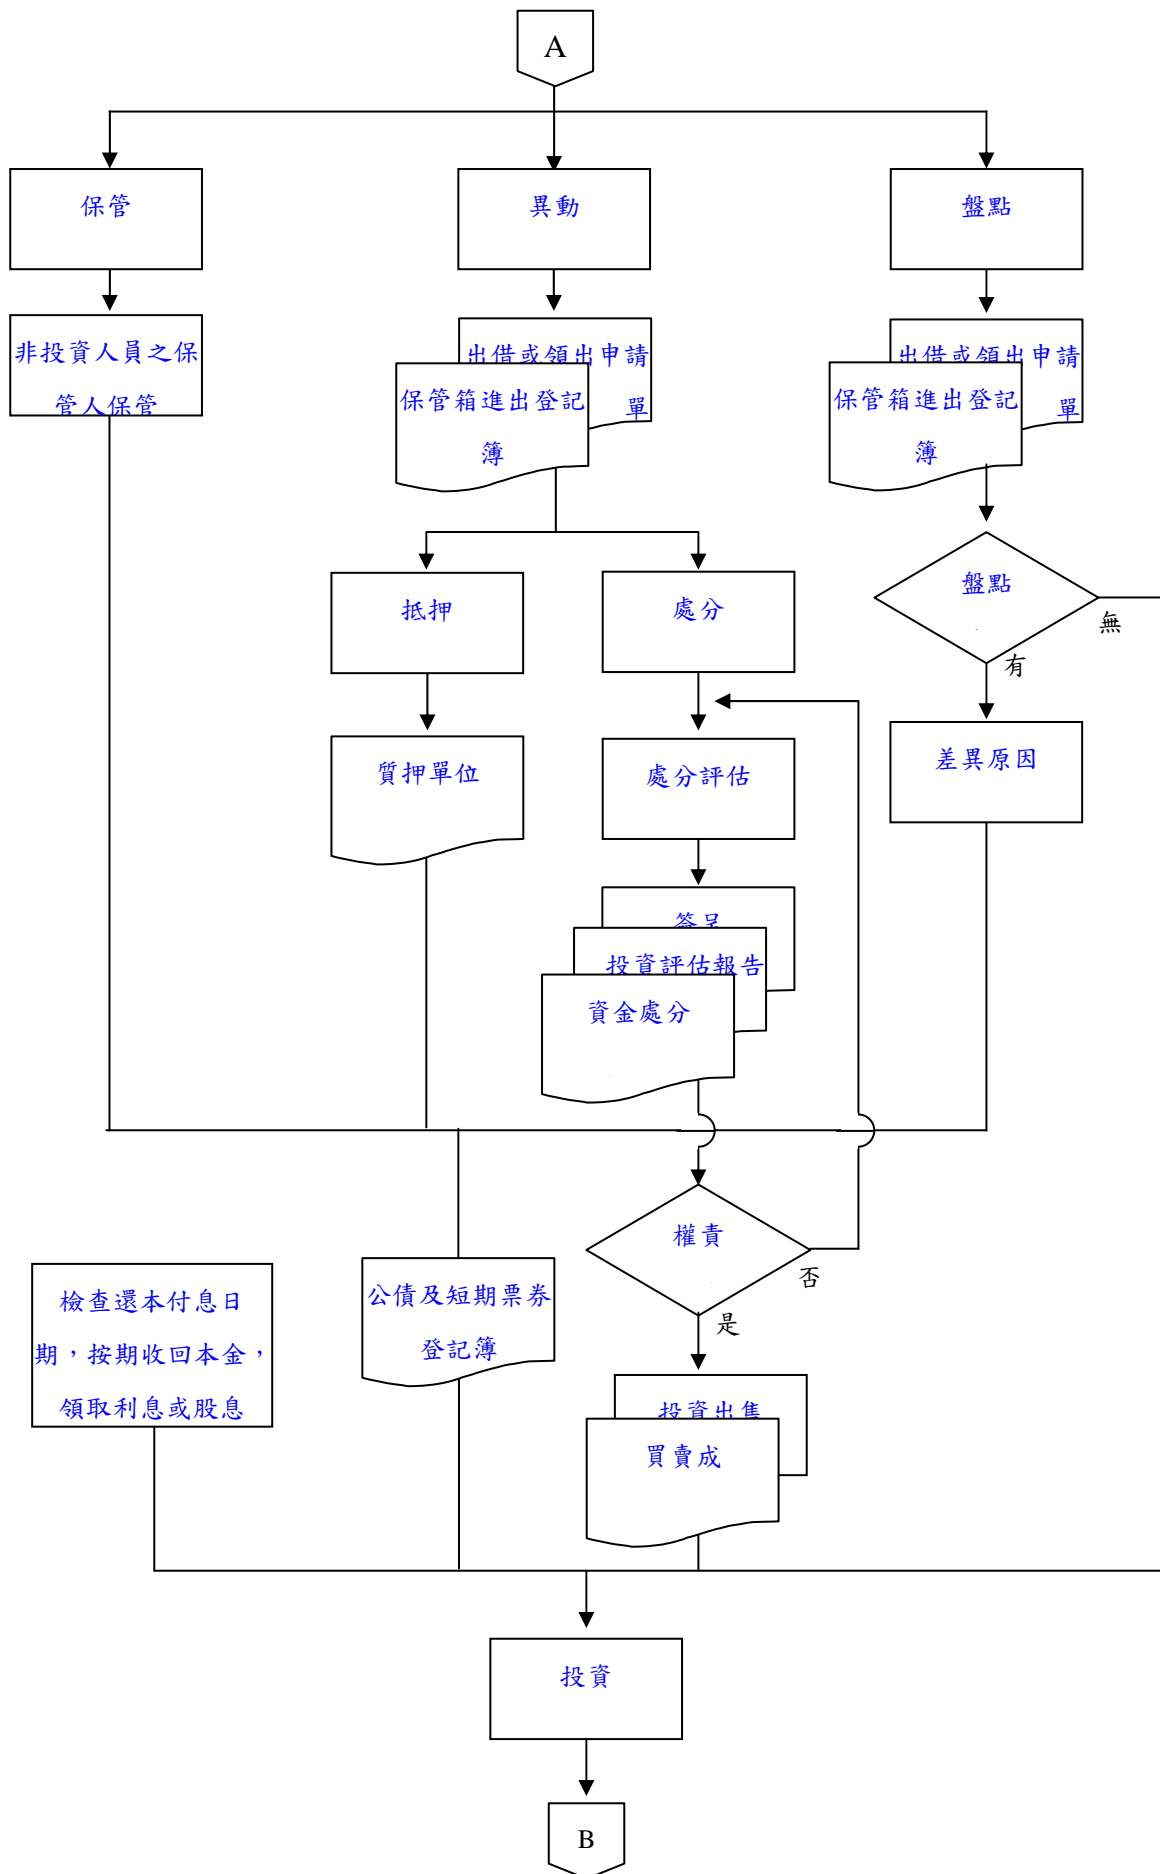 A
保管
異動
盤點
非投資人員之保
管人保管
出借或領出申請
單
保管箱進出登記
簿
出借或領出申請
單
保管箱進出登記
簿
盤點
無
有
抵押
處分
差異原因
質押單位
處分評估
簽呈
投資評估報告
資金處分
權責
否
是
檢查還本付息日
期，按期收回本金，
領取利息或股息
公債及短期票券
登記簿
投資出售
買賣成
投資
B